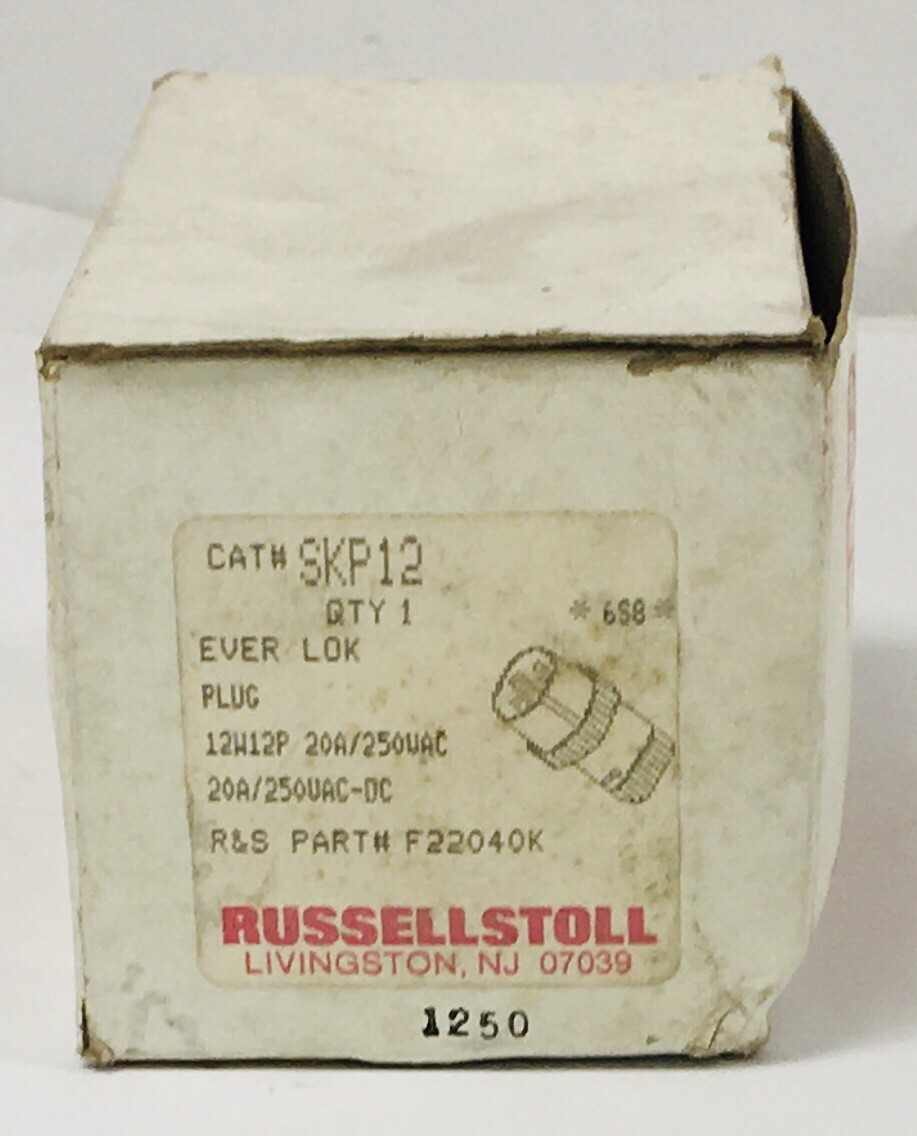 CAT# SKP12
QTY 1
* 6S8 *
EVER LOK
PLUG
12W12P 20A/250VAC
20A/250VAC-DC
R&S PART# F22040K
RUSSELLSTOLL
LIVINGSTON, NJ 07039
1250